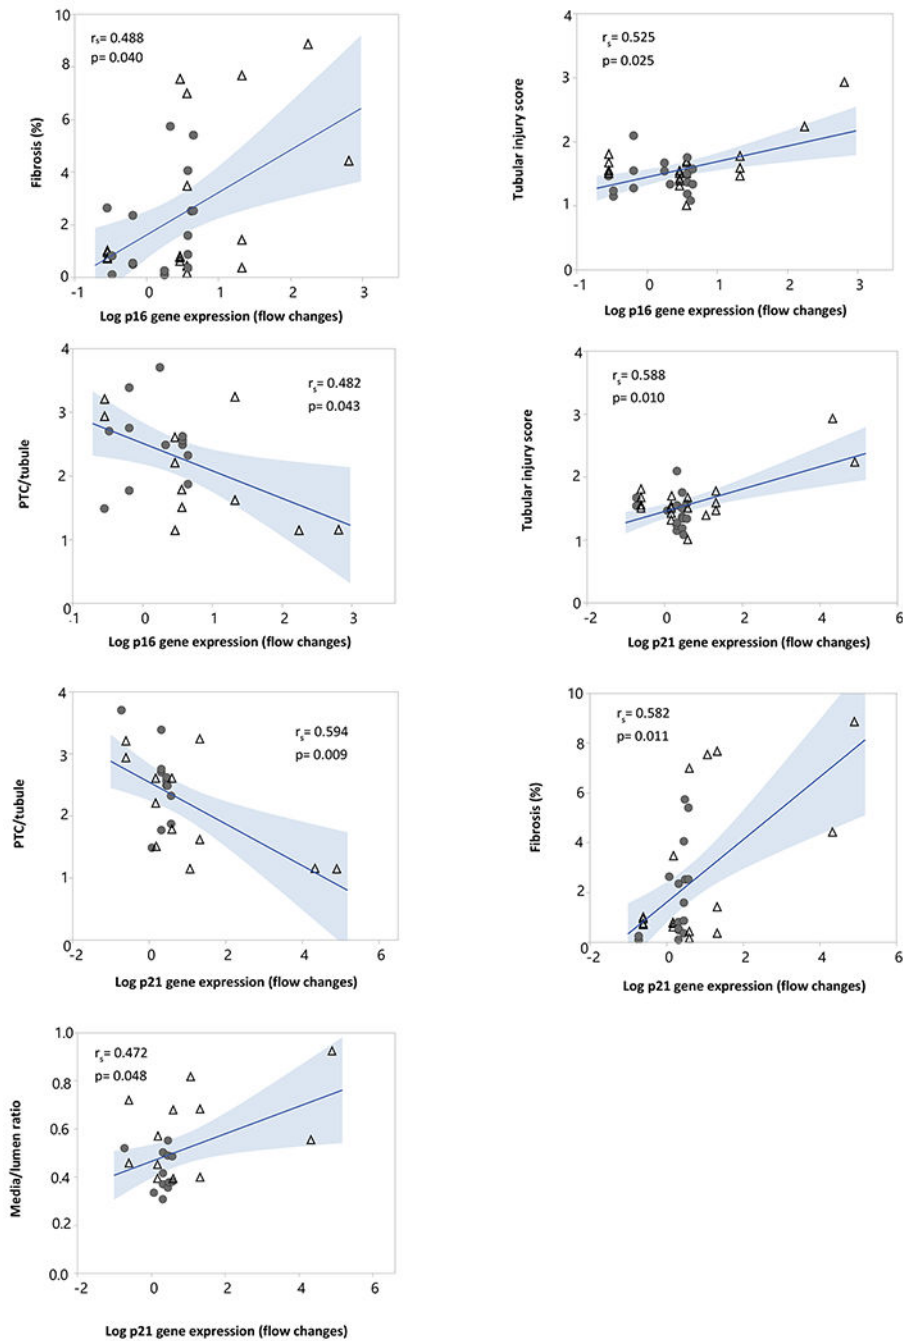 10
8
6
4
2
0
Fibrosis (%)
rs= 0.488
p= 0.040
-1
0
1
2
3
Log p16 gene expression (flow changes)
4
3
2
1
0
Tubular injury score
rs= 0.525
p= 0.025
-1
0
1
2
3
Log p16 gene expression (flow changes)
4
3
2
1
0
PTC/tubule
rs= 0.482
p= 0.043
-1
0
1
2
3
Log p16 gene expression (flow changes)
4
3
2
1
0
Tubular injury score
rs= 0.588
p= 0.010
-2
0
2
4
6
Log p21 gene expression (flow changes)
4
3
2
1
0
PTC/tubule
rs= 0.594
p= 0.009
-2
0
2
4
6
Log p21 gene expression (flow changes)
10
8
6
4
2
0
Fibrosis (%)
rs= 0.582
p= 0.011
-2
0
2
4
6
Log p21 gene expression (flow changes)
1.0
0.8
0.6
0.4
0.2
0.0
Media/lumen ratio
rs= 0.472
p= 0.048
-2
0
2
4
6
Log p21 gene expression (flow changes)